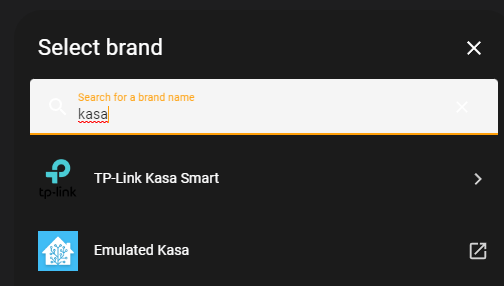 Select brand
Search for a brand name
kasa
tp-link
TP-Link Kasa Smart
Emulated Kasa